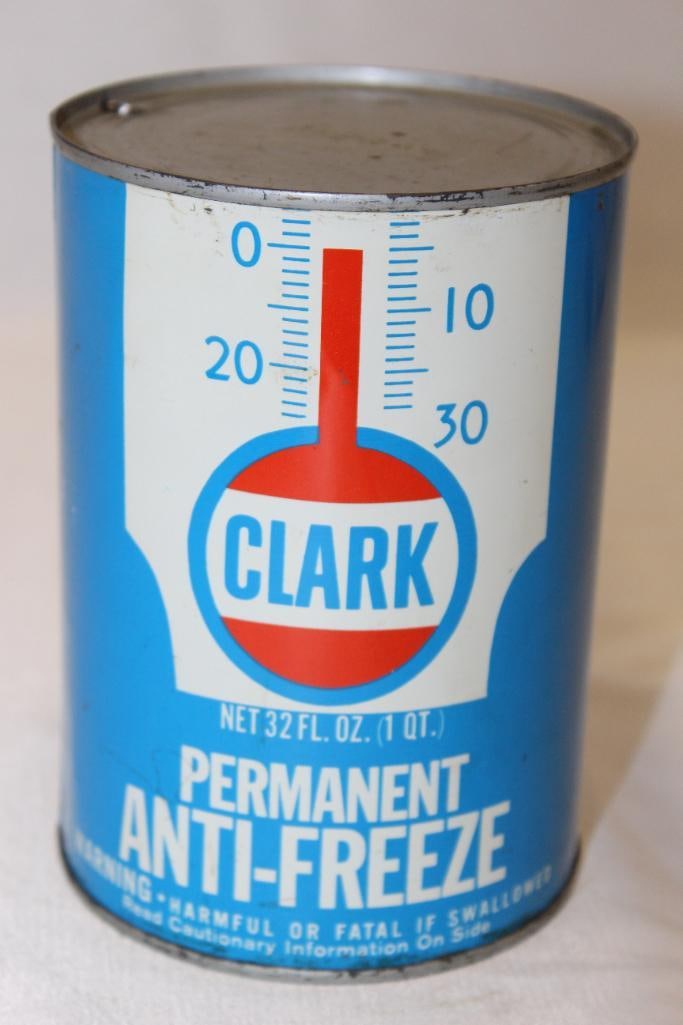 0
10
20
30
CLARK
NET 32 FL. OZ. (1 QT.)
PERMANENT
ANTI-FREEZE
WARNING • HARMFUL OR FATAL IF SWALLOWED
Read Cautionary Information On Side